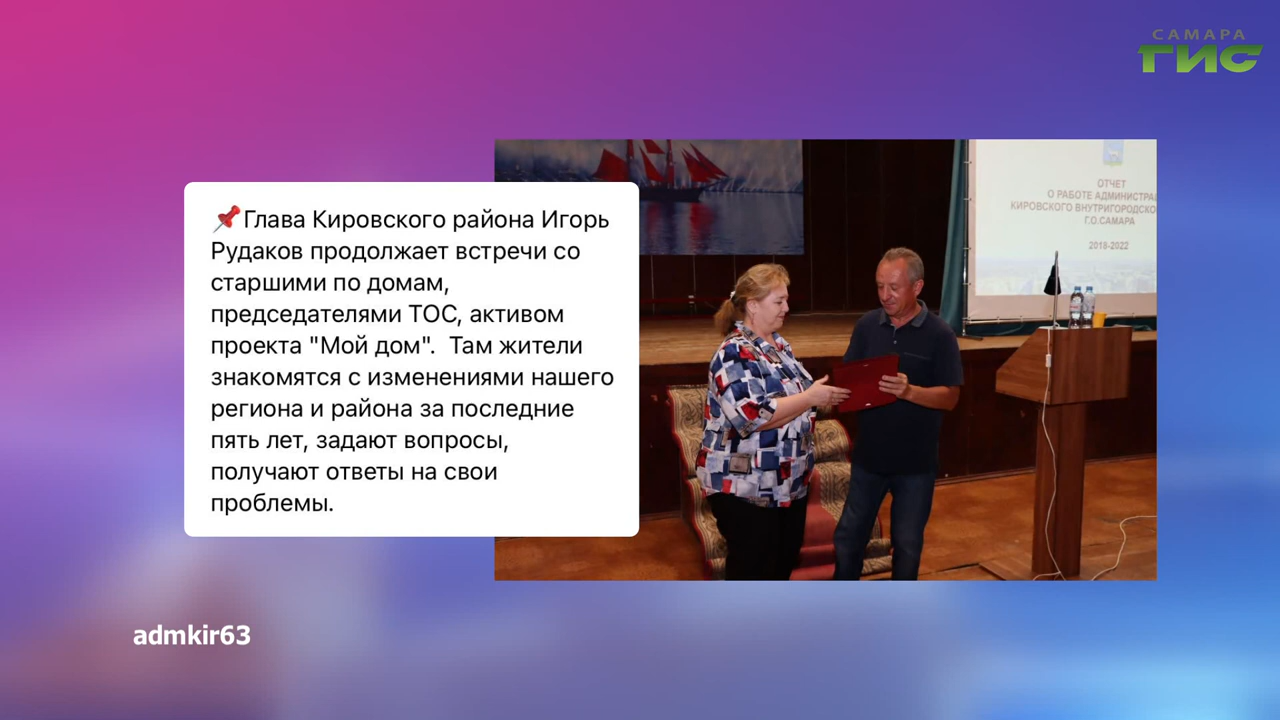 САМАРА
ГИС
📌Глава Кировского района Игорь
Рудаков продолжает встречи со
старшими по домам,
председателями ТОС, активом
проекта "Мой дом".  Там жители
знакомятся с изменениями нашего
региона и района за последние
пять лет, задают вопросы,
получают ответы на свои
проблемы.
ОТЧЕТ
О РАБОТЕ АДМИНИСТРАЦ
КИРОВСКОГО ВНУТРИГОРОДСКО
Г.О.САМАРА
2018-2022
admkir63